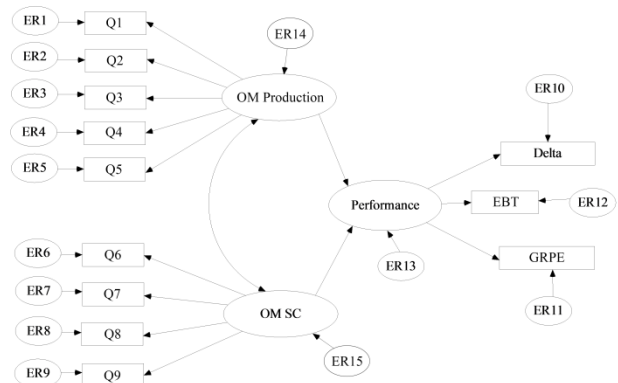 ER1 Q1
ER2 Q2
ER3 Q3
ER4 Q4
ER5 Q5
ER14
OM Production
ER10
Delta
Performance
EBT ER12
GRPE
ER13
ER11
ER6 Q6
ER7 Q7
ER8 Q8
ER9 Q9
OM SC
ER15